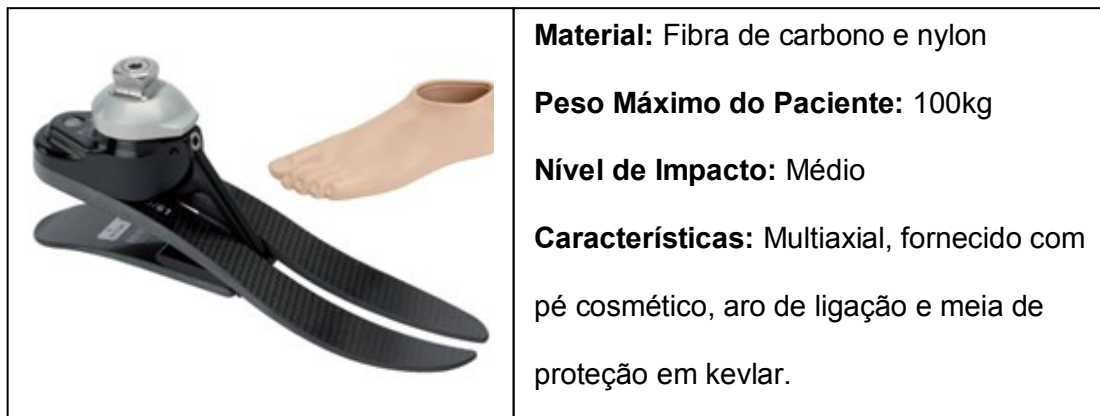 Material: Fibra de carbono e nylon
Peso Máximo do Paciente: 100kg
Nível de Impacto: Médio
Características: Multiaxial, fornecido com
pé cosmético, aro de ligação e meia de
proteção em kevlar.